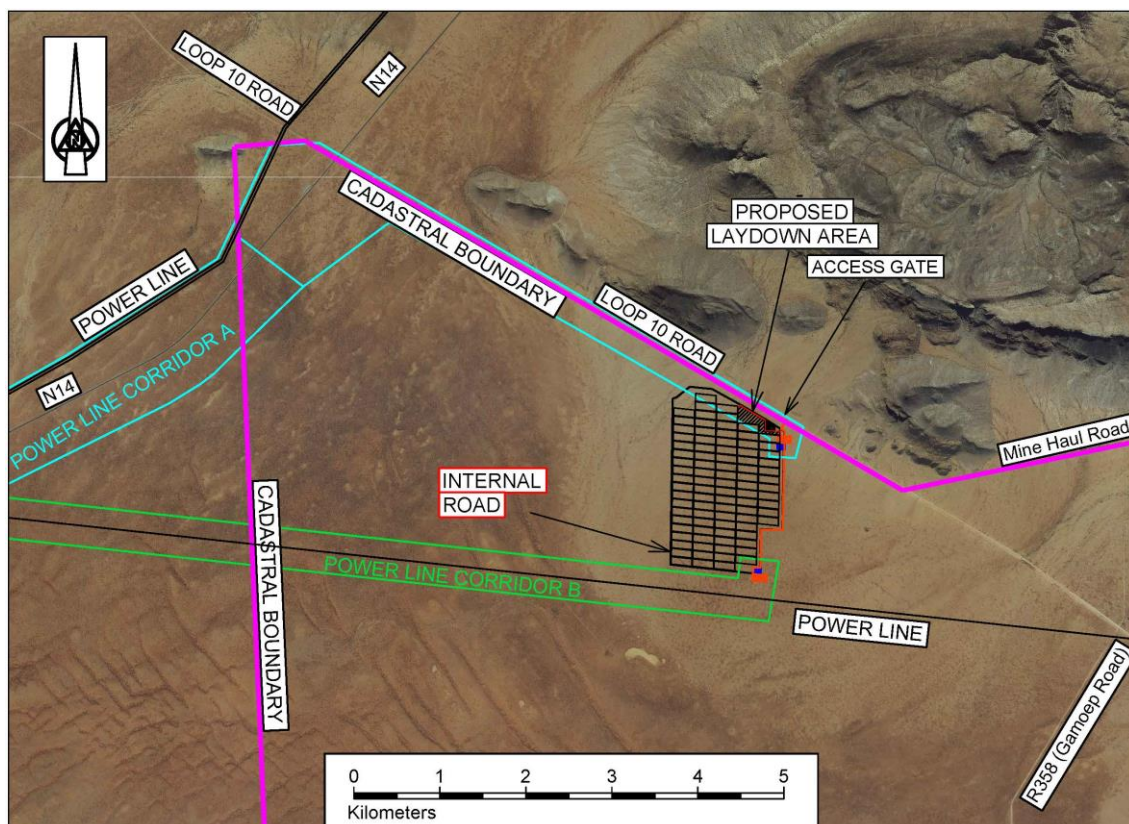 LOOP 10 ROAD
N14
N
CADASTRAL BOUNDARY
PROPOSED
LAYDOWN AREA
ACCESS GATE
LOOP 10 ROAD
POWER LINE
N14
POWER LINE CORRIDOR A
Mine Haul Road
INTERNAL
ROAD
CADASTRAL BOUNDARY
POWER LINE CORRIDOR B
POWER LINE
R358 (Gamoep Road)
0 1 2 3 4 5
Kilometers